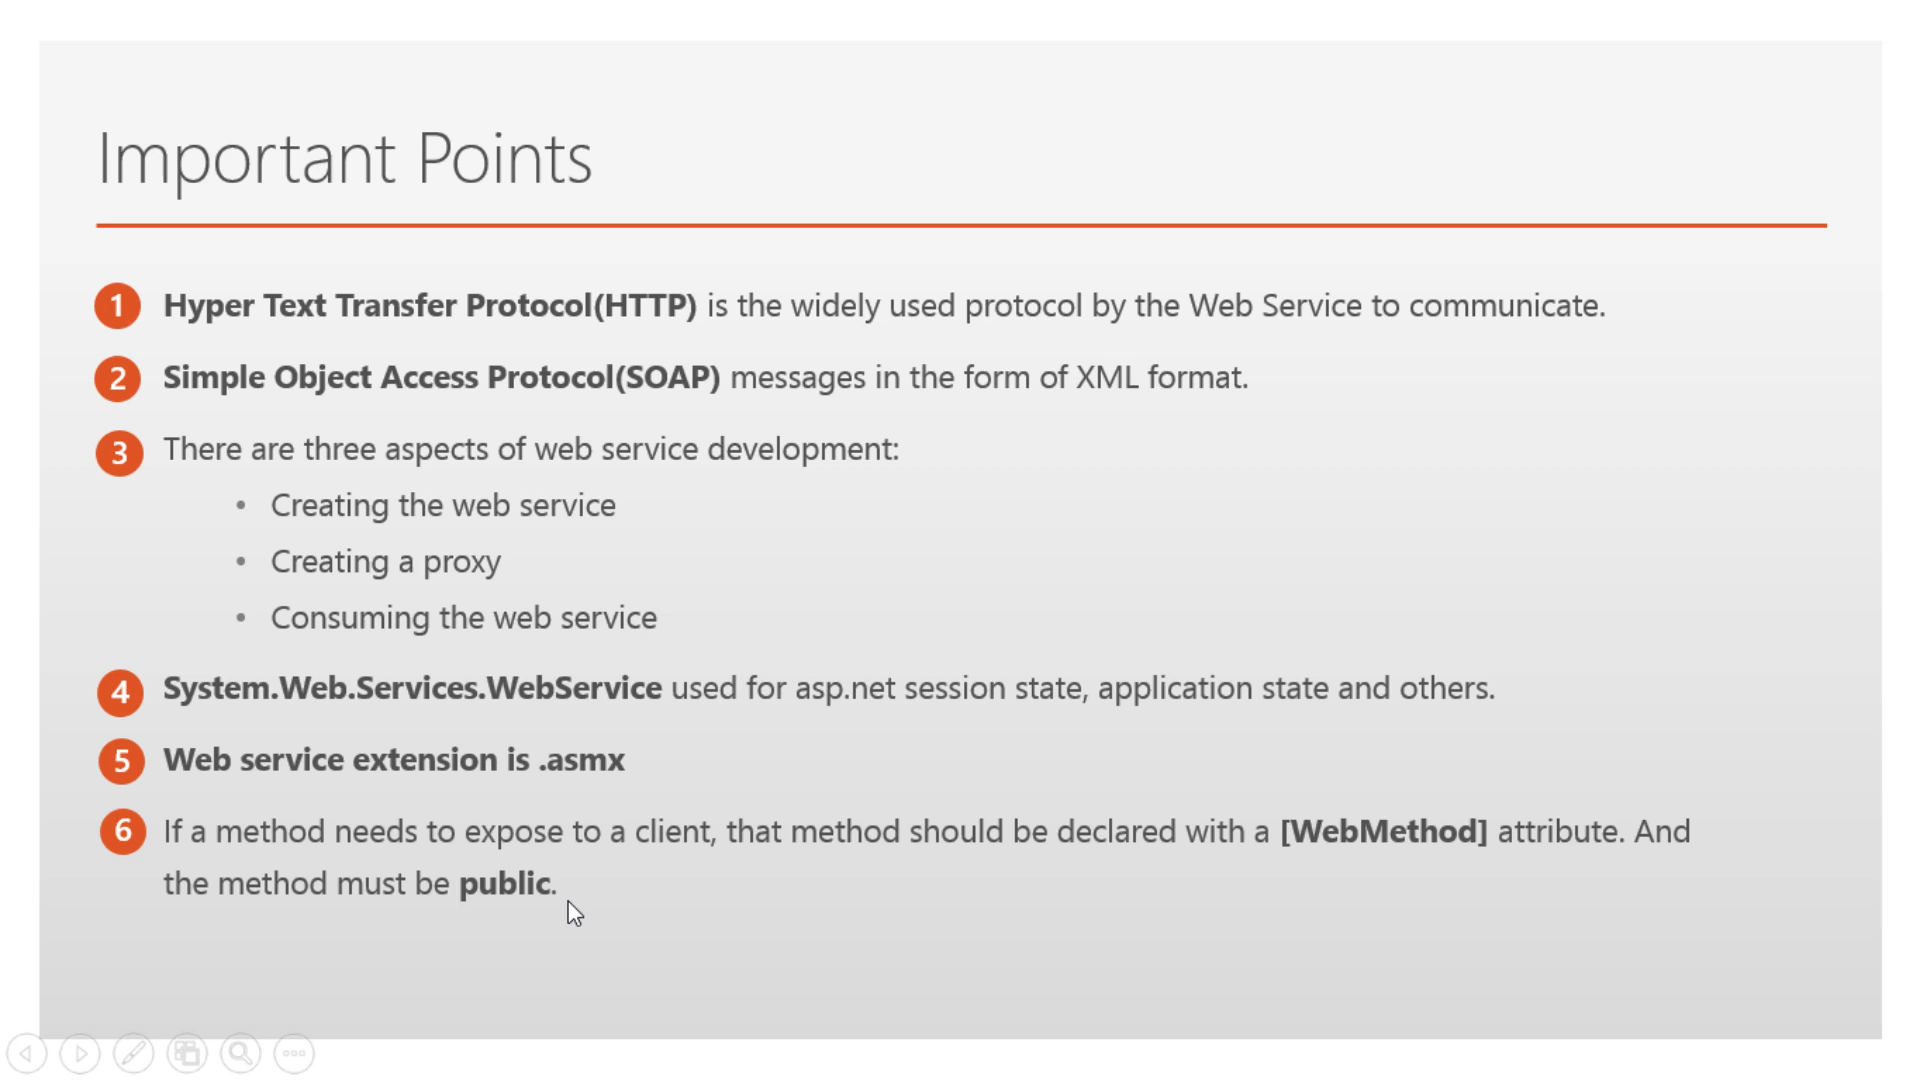 Important Points
1 Hyper Text Transfer Protocol(HTTP) is the widely used protocol by the Web Service to communicate.
2 Simple Object Access Protocol(SOAP) messages in the form of XML format.
3 There are three aspects of web service development:
• Creating the web service
• Creating a proxy
• Consuming the web service
4 System.Web.Services.WebService used for asp.net session state, application state and others.
5 Web service extension is .asmx
6 If a method needs to expose to a client, that method should be declared with a [WebMethod] attribute. And
the method must be public.